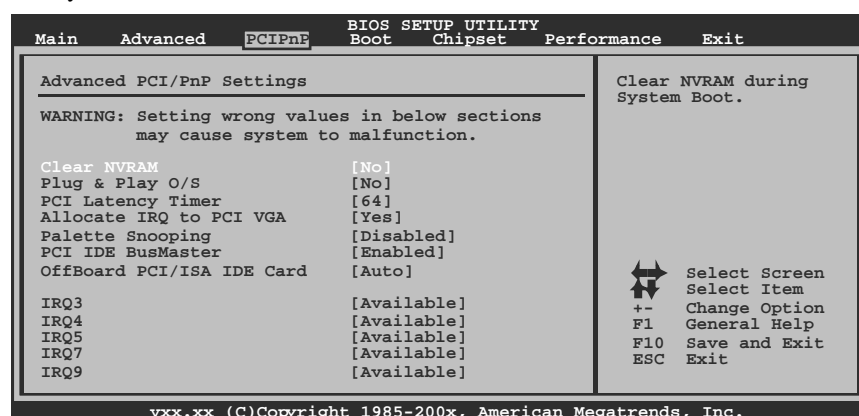 BIOS SETUP UTILITY
Main Advanced PCIPnP Boot Chipset Performance Exit
Advanced PCI/PnP Settings
WARNING: Setting wrong values in below sections
may cause system to malfunction.
Clear NVRAM [No]
Plug & Play O/S [No]
PCI Latency Timer [64]
Allocate IRQ to PCI VGA [Yes]
Palette Snooping [Disabled]
PCI IDE BusMaster [Enabled]
OffBoard PCI/ISA IDE Card [Auto]
IRQ3 [Available]
IRQ4 [Available]
IRQ5 [Available]
IRQ7 [Available]
IRQ9 [Available]
Clear NVRAM during
System Boot.
Select Screen
Select Item
+- Change Option
F1 General Help
F10 Save and Exit
ESC Exit
vxx.xx (C)Copyright 1985-200x, American Megatrends, Inc.